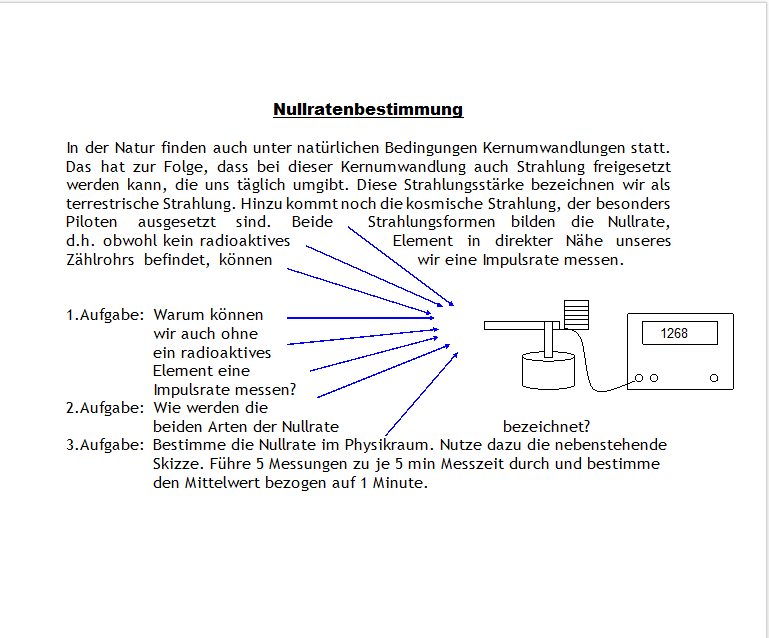 Nullratenbestimmung
In der Natur finden auch unter natürlichen Bedingungen Kernumwandlungen statt.
Das hat zur Folge, dass bei dieser Kernumwandlung auch Strahlung freigesetzt
werden kann, die uns täglich umgibt. Diese Strahlungsstärke bezeichnen wir als
terrestrische Strahlung. Hinzu kommt noch die kosmische Strahlung, der besonders
Piloten ausgesetzt sind. Beide Strahlungsformen bilden die Nullrate,
d.h. obwohl kein radioaktives Element in direkter Nähe unseres
Zählrohrs befindet, können wir eine Impulsrate messen.
1.Aufgabe: Warum können
wir auch ohne
ein radioaktives
Element eine
Impulsrate messen?
1268
2.Aufgabe: Wie werden die
beiden Arten der Nullrate bezeichnet?
3.Aufgabe: Bestimme die Nullrate im Physikraum. Nutze dazu die nebenstehende
Skizze. Führe 5 Messungen zu je 5 min Messzeit durch und bestimme
den Mittelwert bezogen auf 1 Minute.